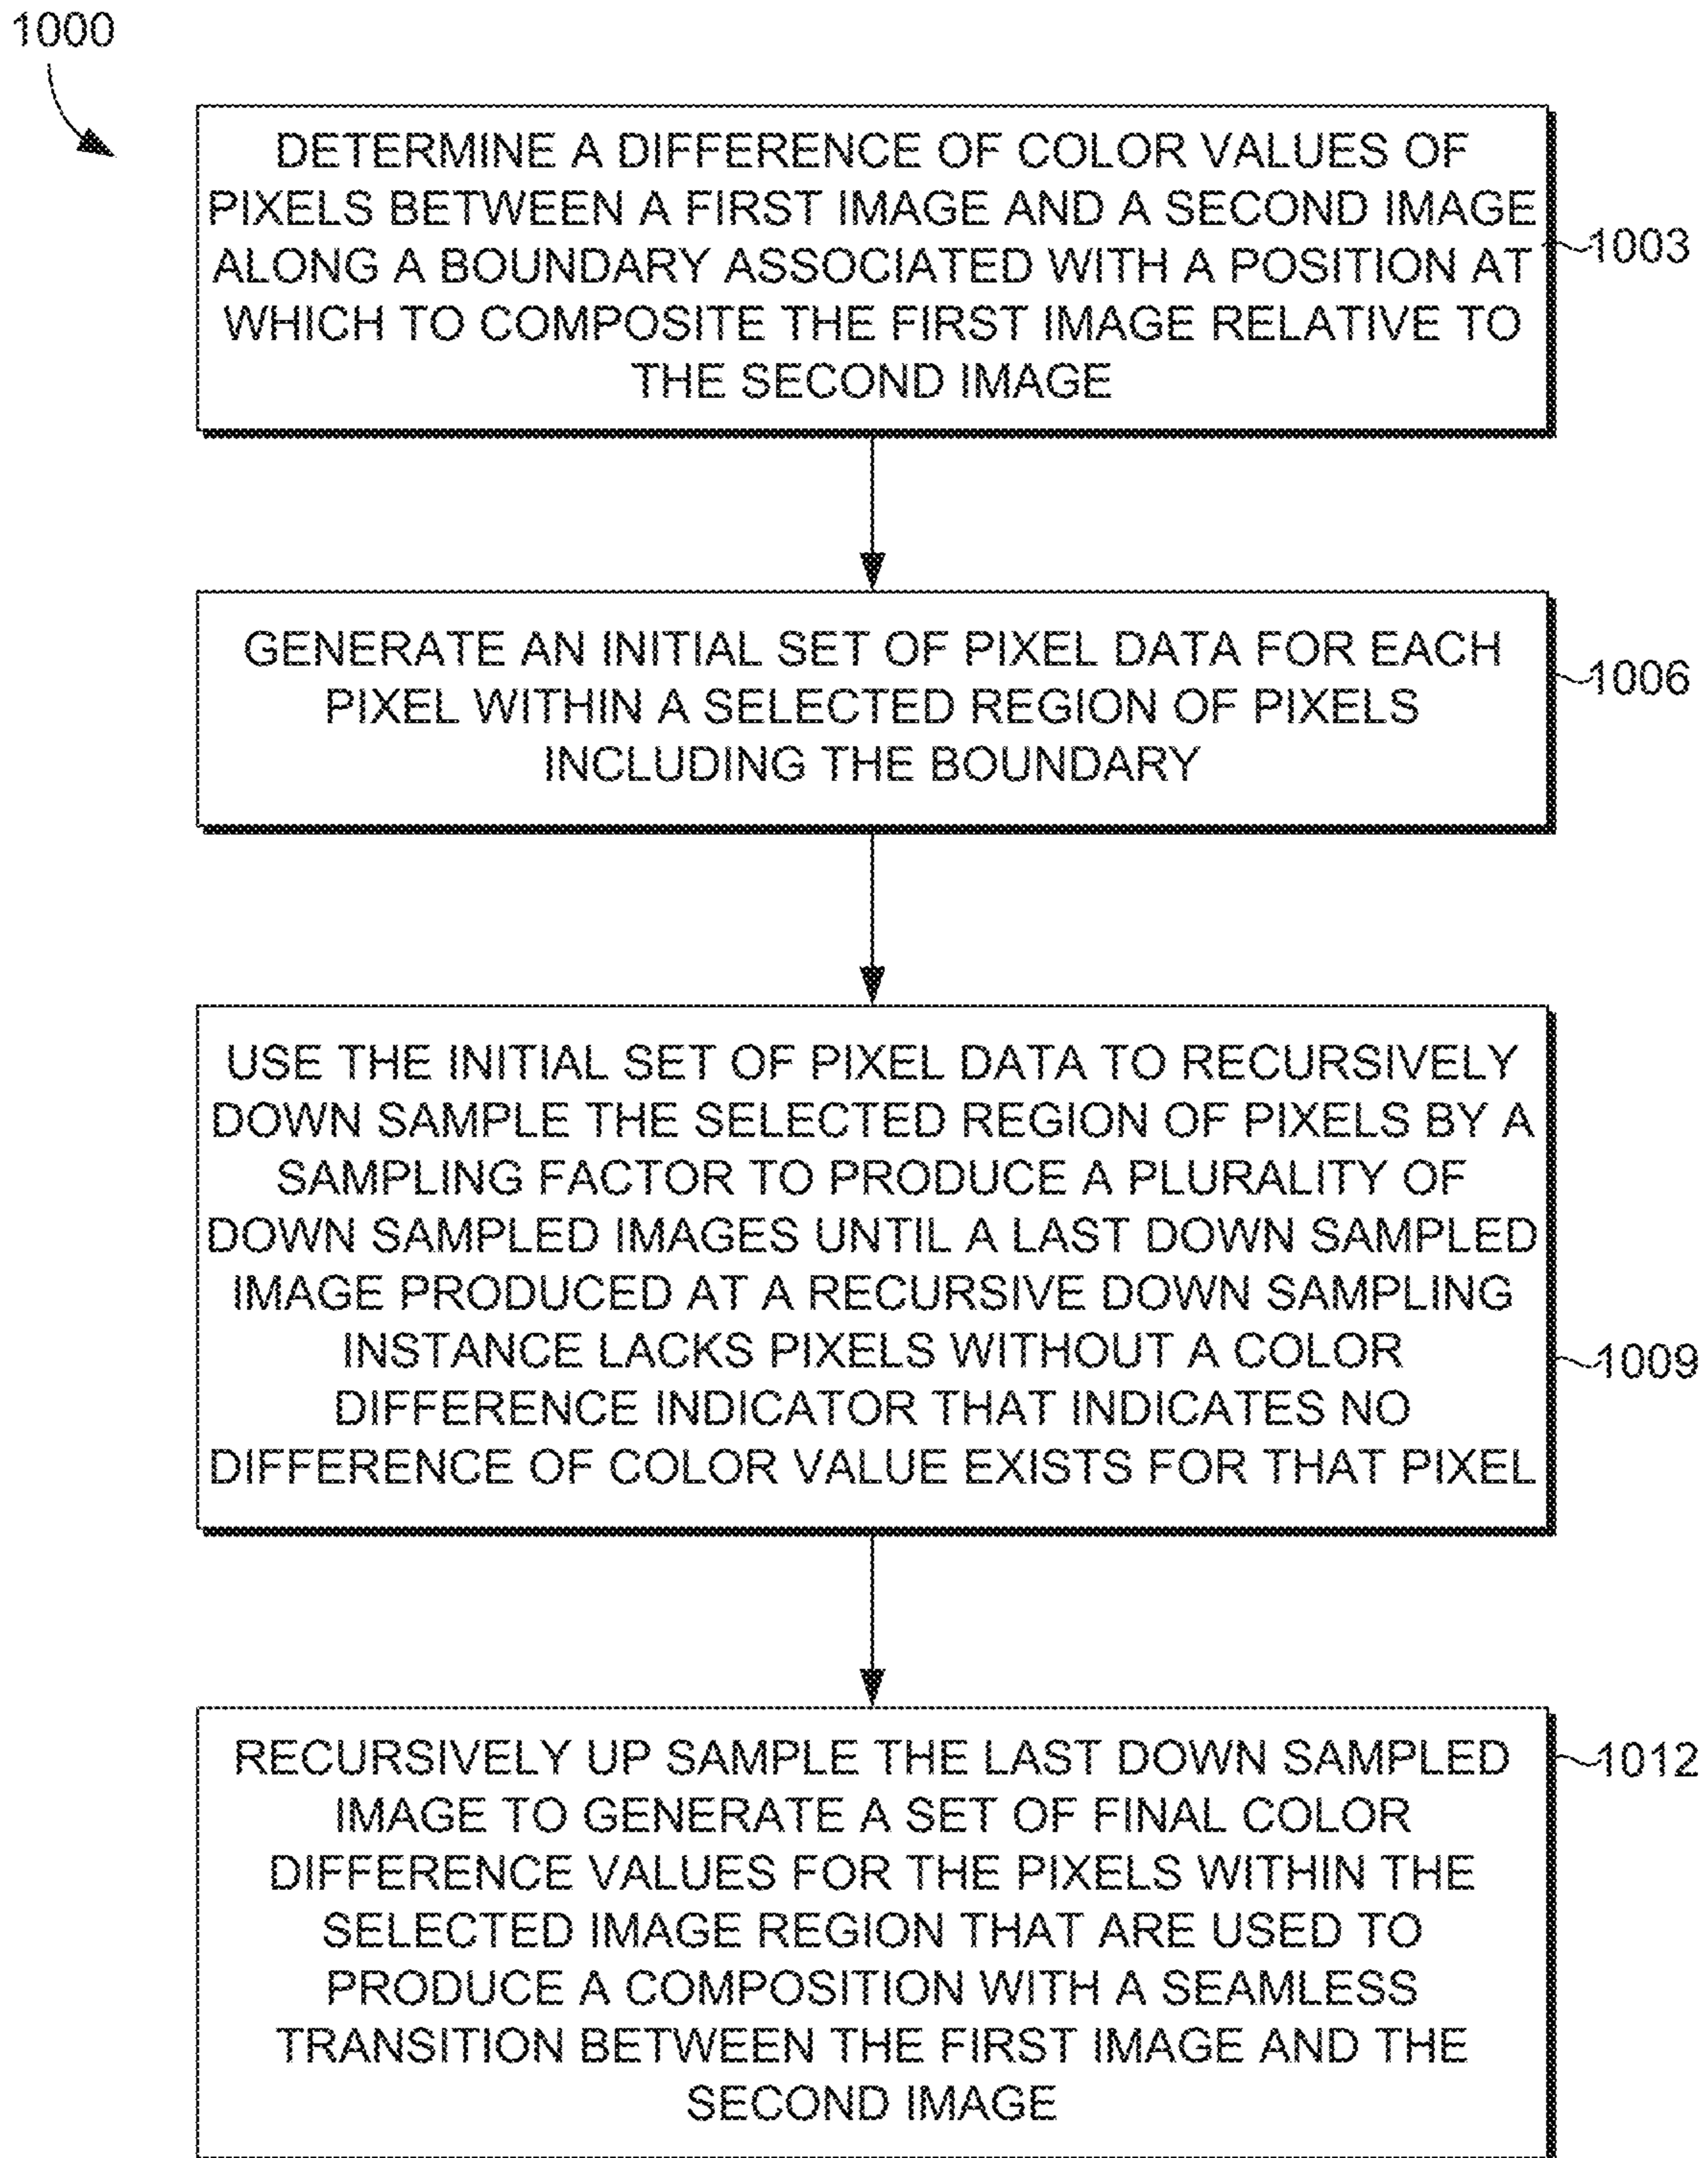 1000
DETERMINE A DIFFERENCE OF COLOR VALUES OF
PIXELS BETWEEN A FIRST IMAGE AND A SECOND IMAGE
ALONG A BOUNDARY ASSOCIATED WITH A POSITION AT
WHICH TO COMPOSITE THE FIRST IMAGE RELATIVE TO
THE SECOND IMAGE
1003
GENERATE AN INITIAL SET OF PIXEL DATA FOR EACH
PIXEL WITHIN A SELECTED REGION OF PIXELS
INCLUDING THE BOUNDARY
1006
USE THE INITIAL SET OF PIXEL DATA TO RECURSIVELY
DOWN SAMPLE THE SELECTED REGION OF PIXELS BY A
SAMPLING FACTOR TO PRODUCE A PLURALITY OF
DOWN SAMPLED IMAGES UNTIL A LAST DOWN SAMPLED
IMAGE PRODUCED AT A RECURSIVE DOWN SAMPLING
INSTANCE LACKS PIXELS WITHOUT A COLOR
DIFFERENCE INDICATOR THAT INDICATES NO
DIFFERENCE OF COLOR VALUE EXISTS FOR THAT PIXEL
1009
RECURSIVELY UP SAMPLE THE LAST DOWN SAMPLED
IMAGE TO GENERATE A SET OF FINAL COLOR
DIFFERENCE VALUES FOR THE PIXELS WITHIN THE
SELECTED IMAGE REGION THAT ARE USED TO
PRODUCE A COMPOSITION WITH A SEAMLESS
TRANSITION BETWEEN THE FIRST IMAGE AND THE
SECOND IMAGE
1012